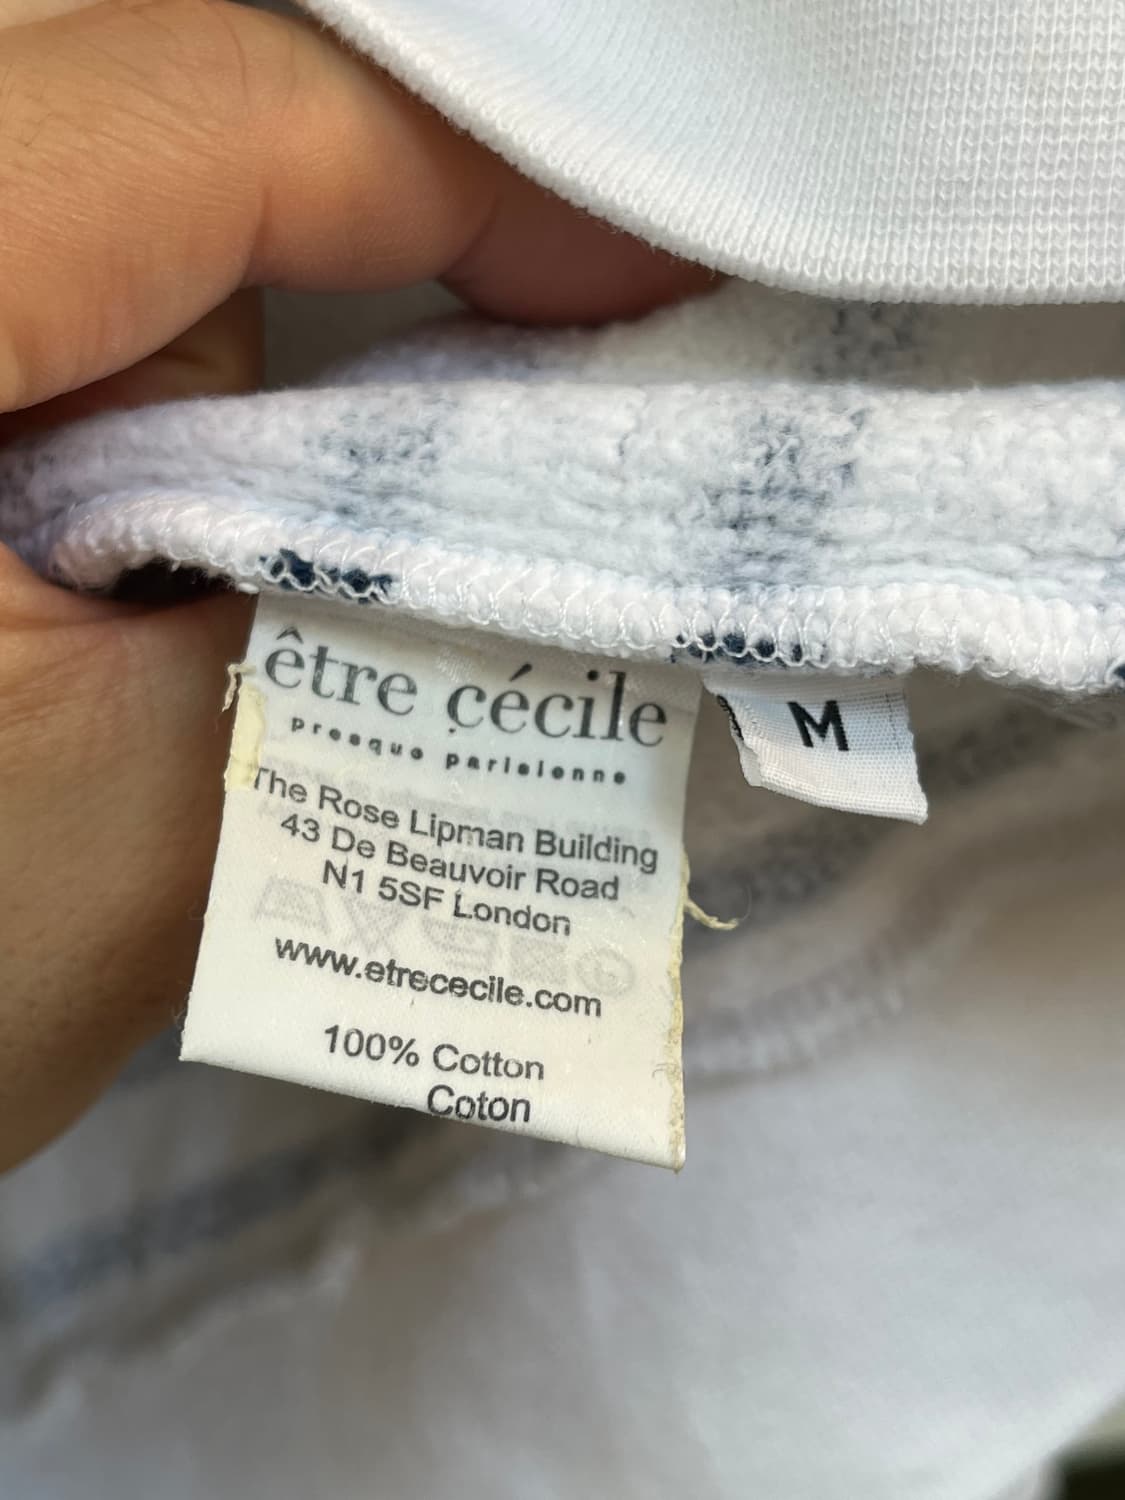 être cécile
presque parisienne
The Rose Lipman Building
43 De Beauvoir Road
N1 5SF London
www.etrececile.com
100% Cotton
Coton
M